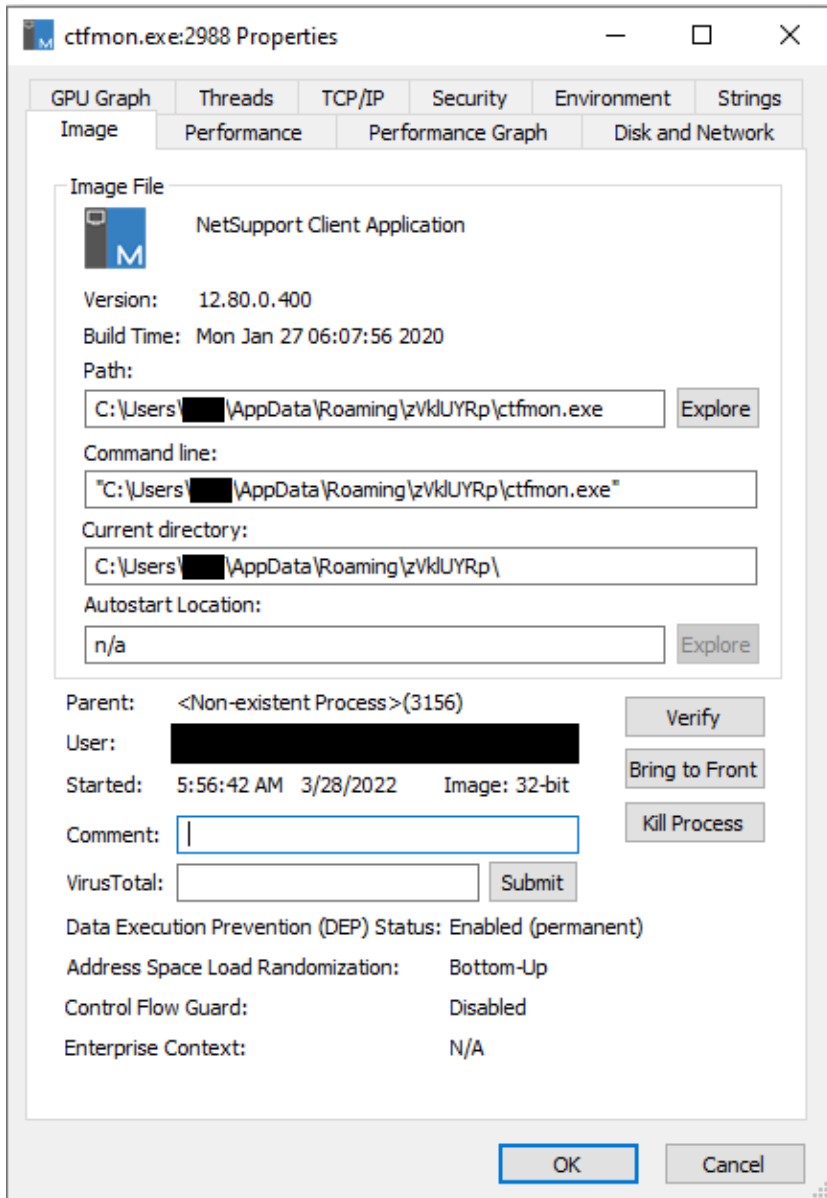 ctfmon.exe:2988 Properties
GPU Graph Threads TCP/IP Security Environment Strings
Image Performance Performance Graph Disk and Network
Image File
M
NetSupport Client Application
Version: 12.80.0.400
Build Time: Mon Jan 27 06:07:56 2020
Path:
C:\Users\ \AppData\Roaming\zVklUYRp\ctfmon.exe Explore
Command line:
"C:\Users\ \AppData\Roaming\zVklUYRp\ctfmon.exe"
Current directory:
C:\Users\ \AppData\Roaming\zVklUYRp\
Autostart Location:
n/a Explore
Parent: <Non-existent Process>(3156)
Verify
User:
Bring to Front
Started: 5:56:42 AM 3/28/2022 Image: 32-bit
Kill Process
Comment:
VirusTotal: Submit
Data Execution Prevention (DEP) Status: Enabled (permanent)
Address Space Load Randomization: Bottom-Up
Control Flow Guard: Disabled
Enterprise Context: N/A
OK Cancel